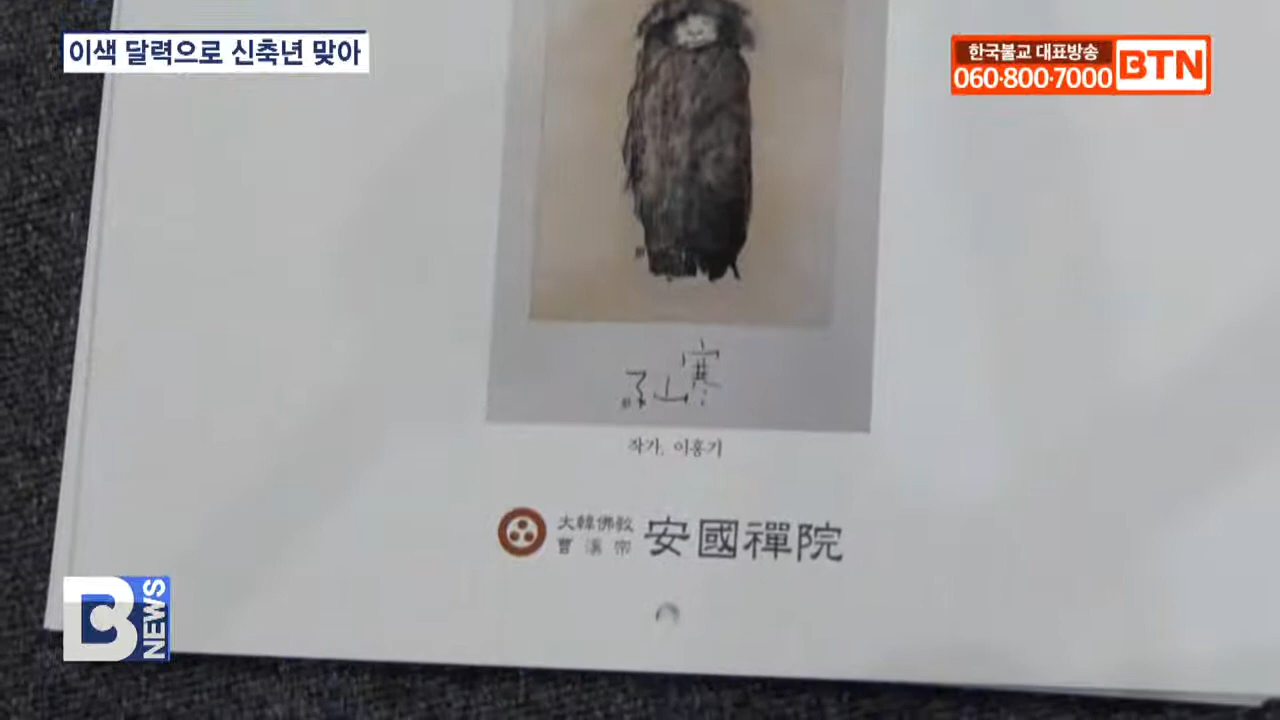 이색 달력으로 신축년 맞아
한국불교 대표방송
060·800·7000
BTN
寒山子
작가. 이홍기
大韓佛敎
曹溪宗
安國禪院
B NEWS